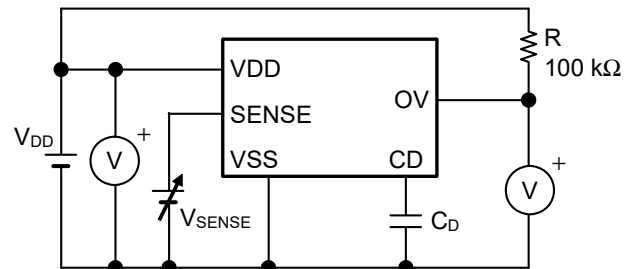 R
100 kΩ
VDD
OV
SENSE
VDD
V
+
VSS
CD
V
+
VSENSE
CD